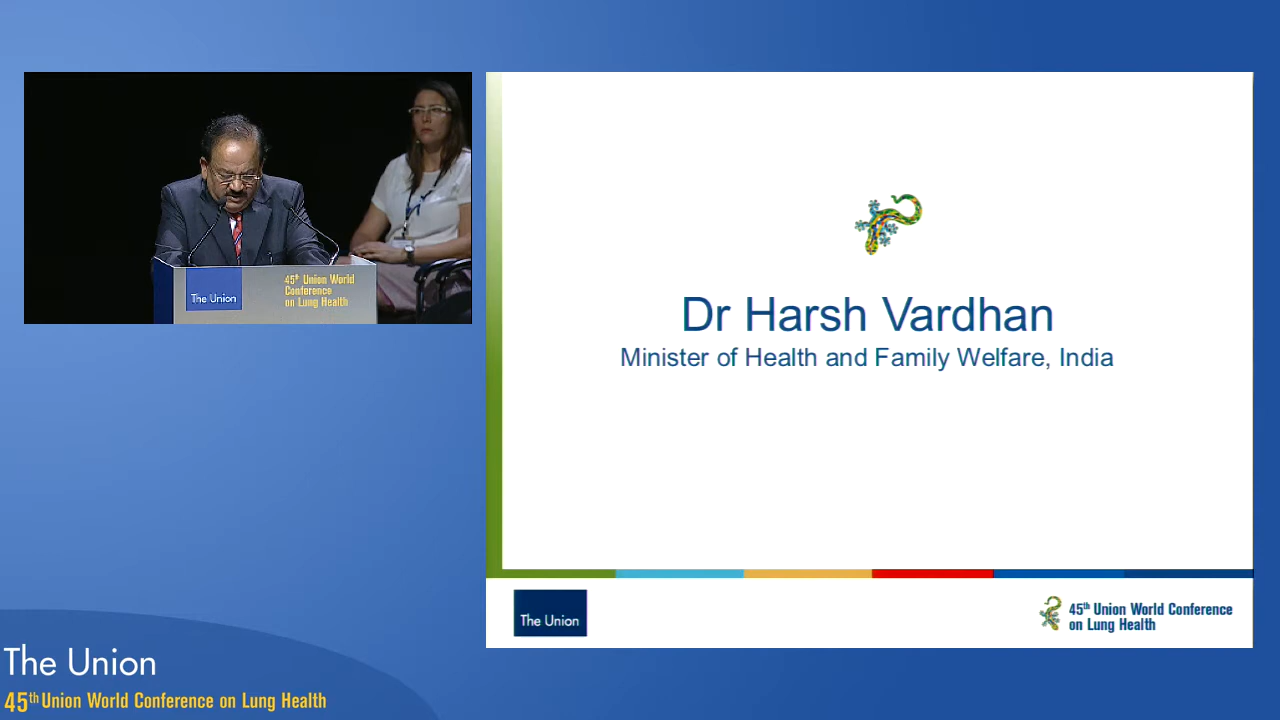 The Union
45th Union World
Conference
on Lung Health
Dr Harsh Vardhan
Minister of Health and Family Welfare, India
The Union
45th Union World Conference
on Lung Health
The Union
45th Union World Conference on Lung Health